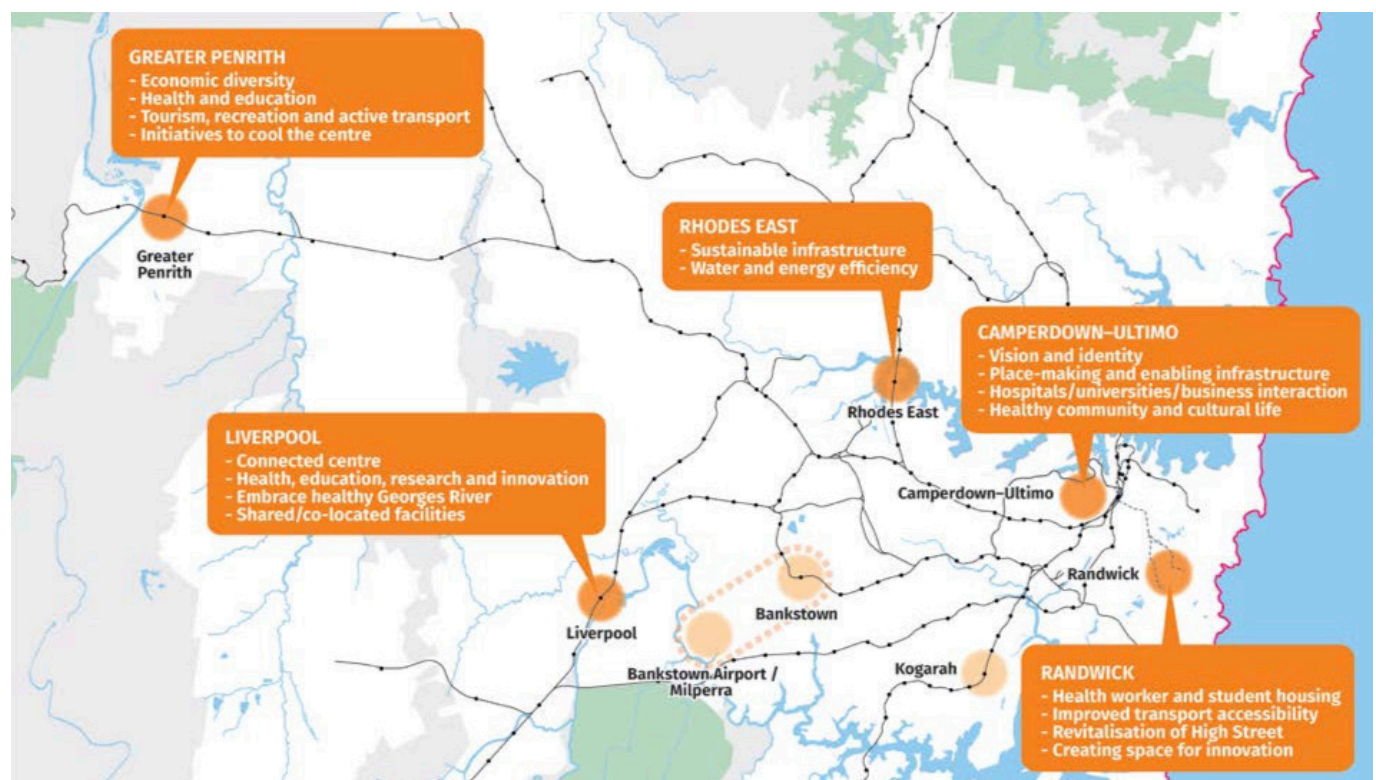 GREATER PENRITH
- Economic diversity
- Health and education
- Tourism, recreation and active transport
- Initiatives to cool the centre
Greater
Penrith
RHODES EAST
- Sustainable infrastructure
- Water and energy efficiency
Rhodes East
CAMPERDOWN–ULTIMO
- Vision and identity
- Place-making and enabling infrastructure
- Hospitals/universities/business interaction
- Healthy community and cultural life
Camperdown–Ultimo
LIVERPOOL
- Connected centre
- Health, education, research and innovation
- Embrace healthy Georges River
- Shared/co-located facilities
Liverpool
Bankstown
Bankstown Airport /
Milperra
Kogarah
Randwick
RANDWICK
- Health worker and student housing
- Improved transport accessibility
- Revitalisation of High Street
- Creating space for innovation